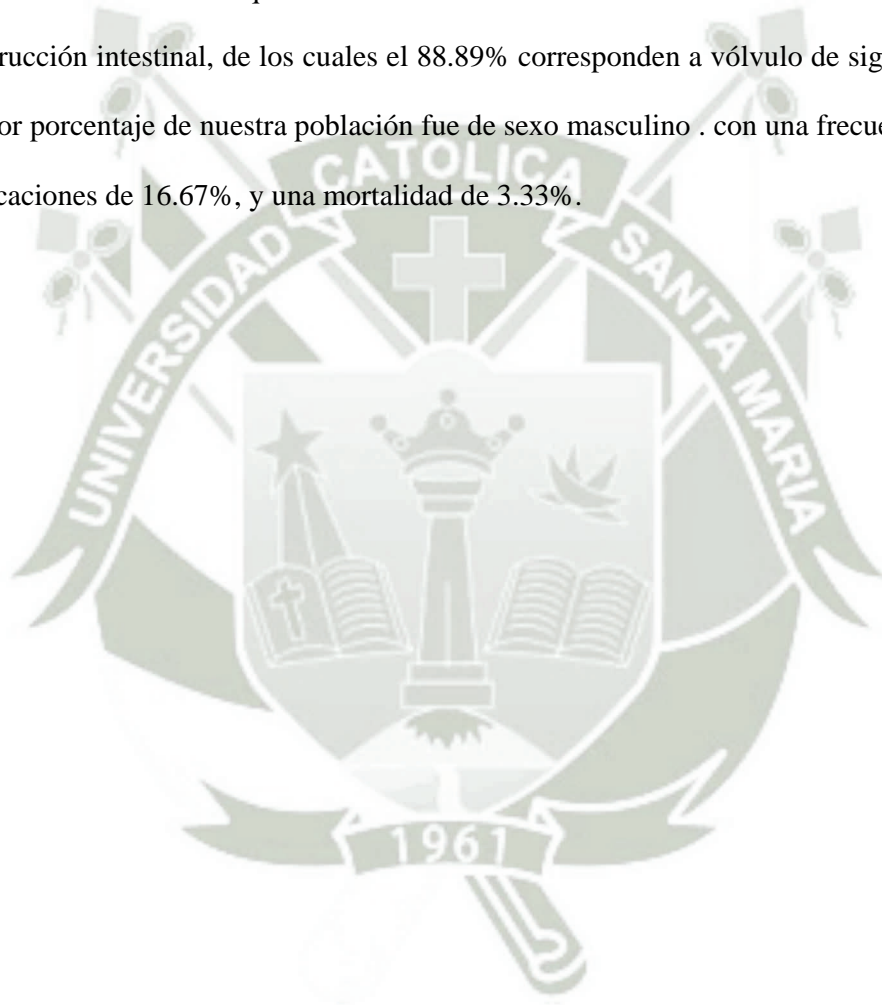 rucción intestinal, de los cuales el 88.89% corresponden a vólvulo de sig
or porcentaje de nuestra población fue de sexo masculino . con una frecue
caciones de 16.67%, y una mortalidad de 3.33%.
UNIVERSIDAD CATOLICA SANTA MARIA
1961